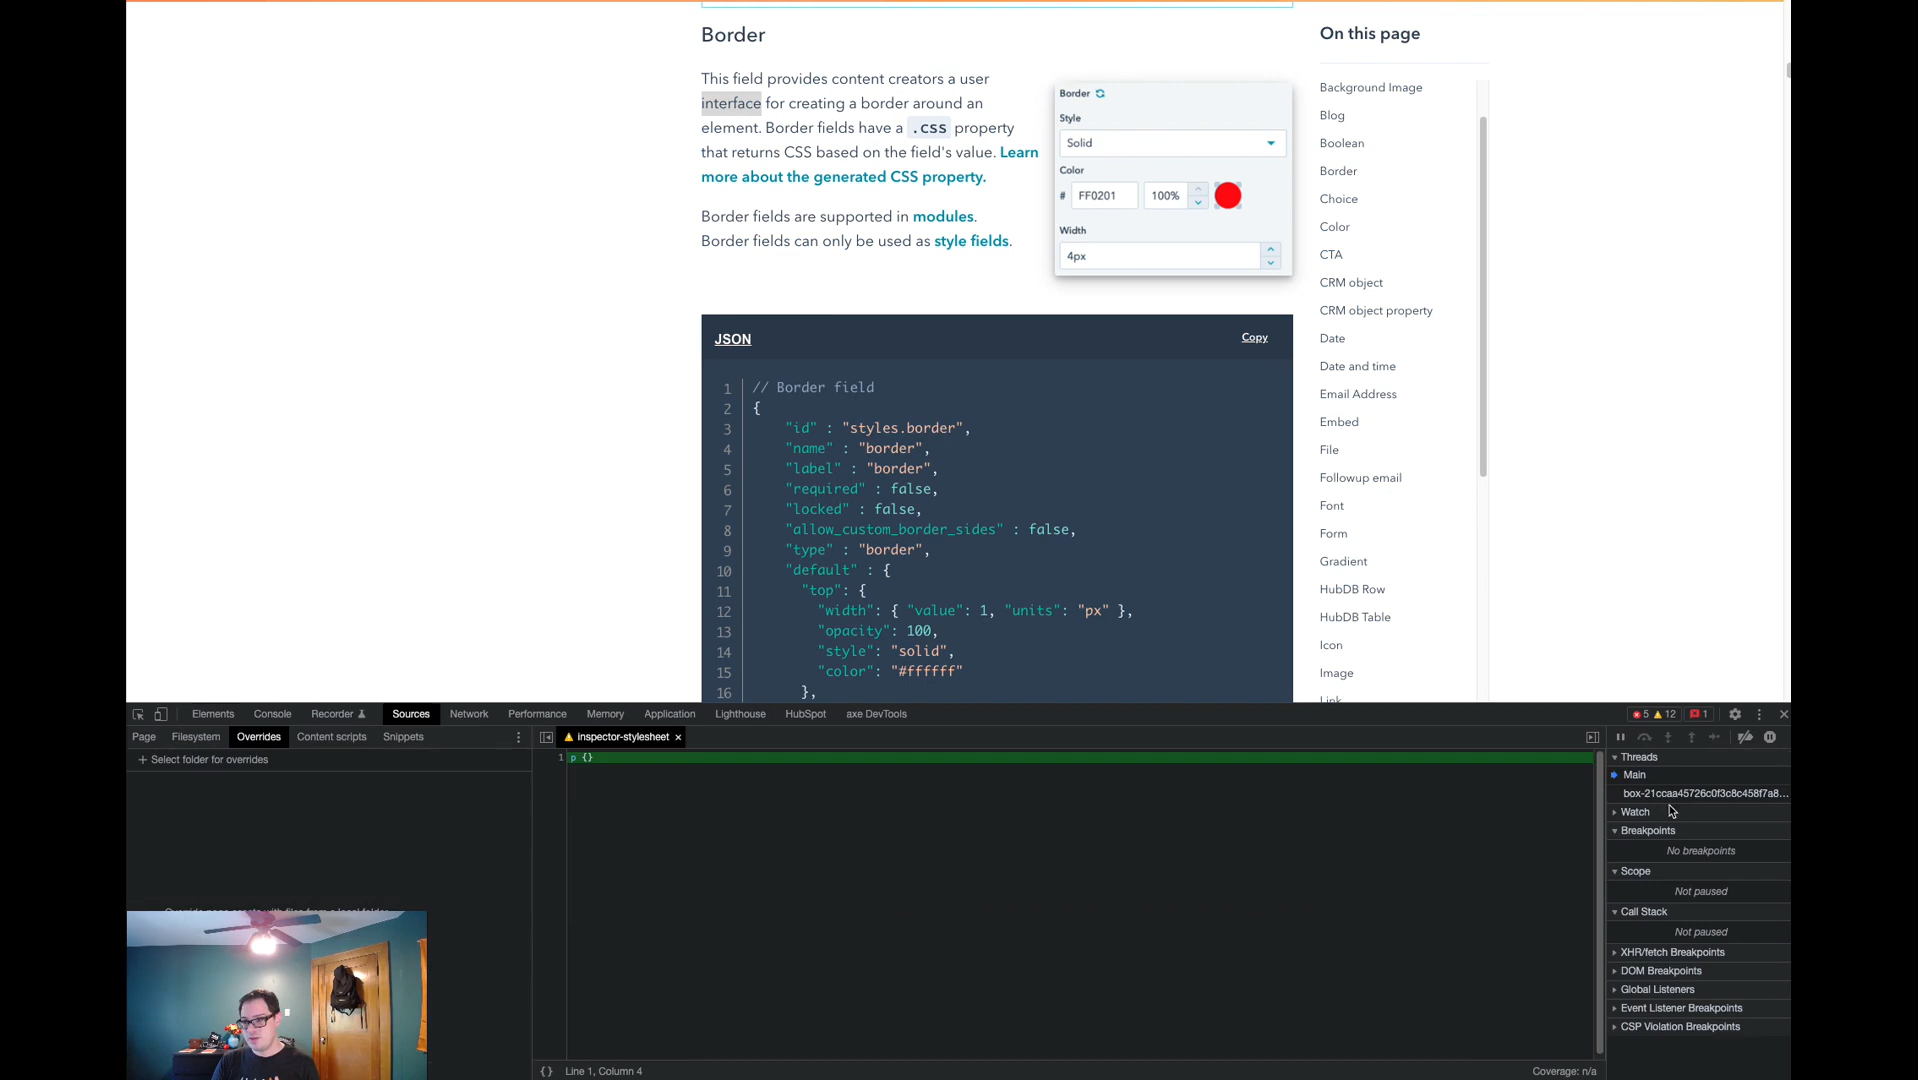 Border
This field provides content creators a user
interface for creating a border around an
element. Border fields have a .CSS property
that returns CSS based on the field's value. Learn
more about the generated CSS property.
Border fields are supported in modules.
Border fields can only be used as style fields.
Border
Style
Solid
Color
# FF0201 100%
Width
4px
On this page
Background Image
Blog
Boolean
Border
Choice
Color
CTA
CRM object
CRM object property
Date
Date and time
Email Address
Embed
File
Followup email
Font
Form
Gradient
HubDB Row
HubDB Table
Icon
Image
Link
JSON Copy
1 // Border field
2 {
3 "id" : "styles.border",
4 "name" : "border",
5 "label" : "border",
6 "required" : false,
7 "locked" : false,
8 "allow_custom_border_sides" : false,
9 "type" : "border",
10 "default" : {
11 "top": {
12 "width": { "value": 1, "units": "px" },
13 "opacity": 100,
14 "style": "solid",
15 "color": "#ffffff"
16 },
Elements Console Recorder Sources Network Performance Memory Application Lighthouse HubSpot axe DevTools 5 12 1
Page Filesystem Overrides Content scripts Snippets
inspector-stylesheet ×
+ Select folder for overrides
1 p {}
Threads
Main
box-21ccaa45726c0f3c8c458f7a8...
Watch
Breakpoints
No breakpoints
Scope
Not paused
Call Stack
Not paused
XHR/fetch Breakpoints
DOM Breakpoints
Global Listeners
Event Listener Breakpoints
CSP Violation Breakpoints
{} Line 1, Column 4
Coverage: n/a